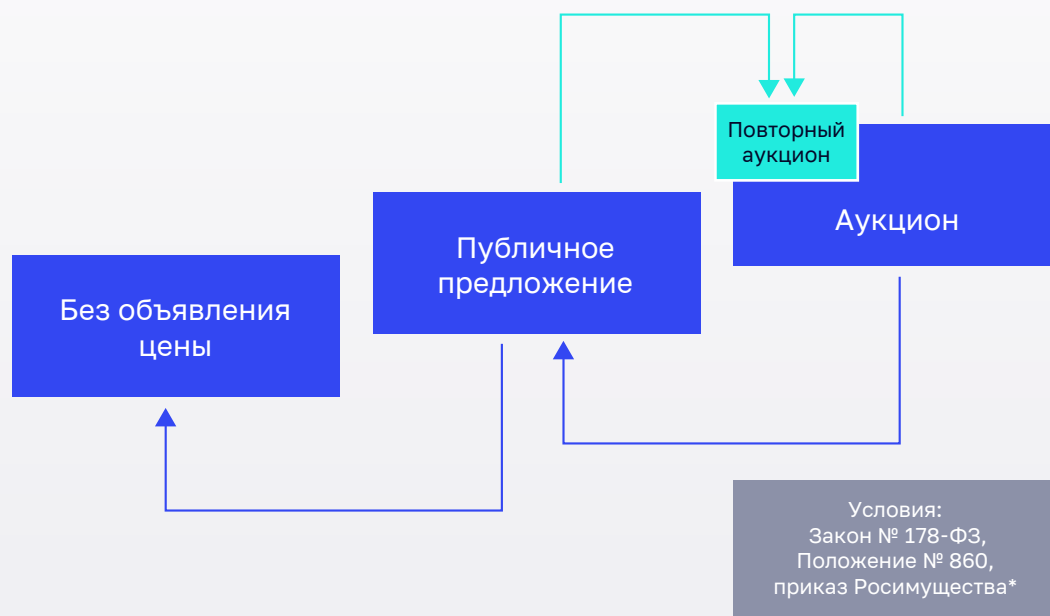 Повторный
аукцион
Аукцион
Публичное
предложение
Без объявления
цены
Условия:
Закон № 178-ФЗ,
Положение № 860,
приказ Росимущества*